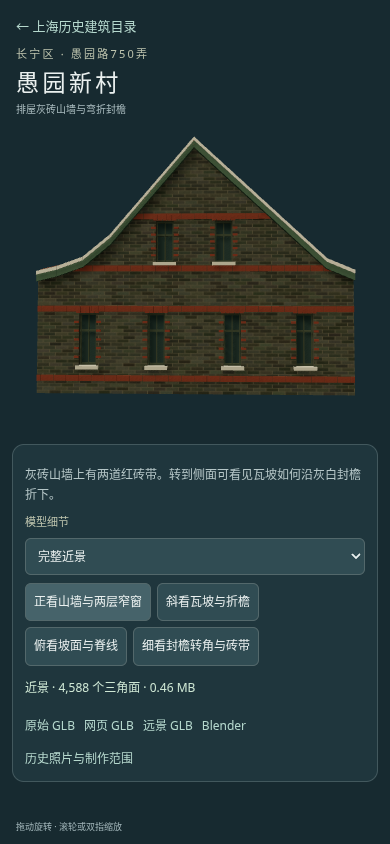 ← 上海历史建筑目录
长宁区 · 愚园路750弄
愚园新村
排屋灰砖山墙与弯折封檐
灰砖山墙上有两道红砖带。转到侧面可看见瓦坡如何沿灰白封檐
折下。
模型细节
完整近景
正看山墙与两层窄窗 斜看瓦坡与折檐
俯看坡面与脊线 细看封檐转角与砖带
近景 · 4,588 个三角面 · 0.46 MB
原始 GLB 网页 GLB 远景 GLB Blender
历史照片与制作范围
拖动旋转 · 滚轮或双指缩放